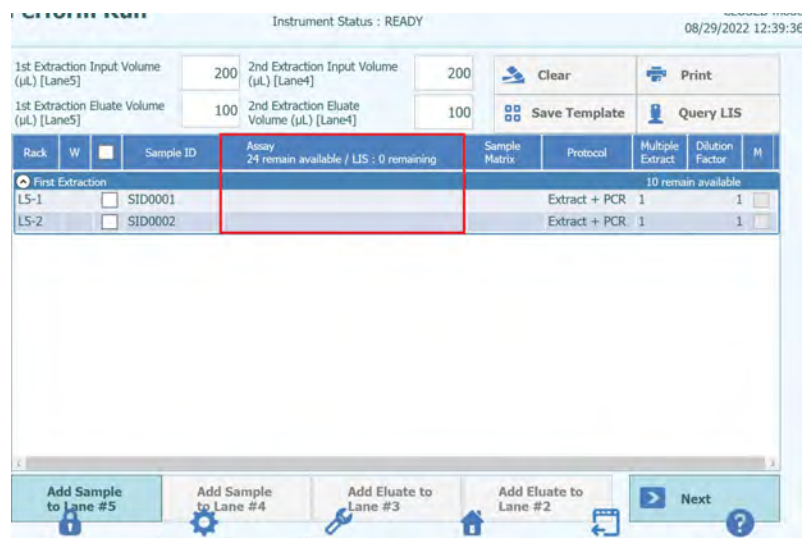 Perform Run
Instrument Status : READY
08/29/2022 12:39:36
1st Extraction Input Volume
(µL) [Lane5]
200
2nd Extraction Input Volume
(µL) [Lane4]
200
Clear
Print
1st Extraction Eluate Volume
(µL) [Lane5]
100
2nd Extraction Eluate
Volume (µL) [Lane4]
100
Save Template
Query LIS
Rack W Sample ID
Assay
24 remain available / LIS : 0 remaining
Sample
Matrix
Protocol
Multiple
Extract
Dilution
Factor
M
First Extraction 10 remain available
L5-1 SID0001 Extract + PCR 1 1
L5-2 SID0002 Extract + PCR 1 1
Add Sample
to Lane #5
Add Sample
to Lane #4
Add Eluate to
Lane #3
Add Eluate to
Lane #2
Next